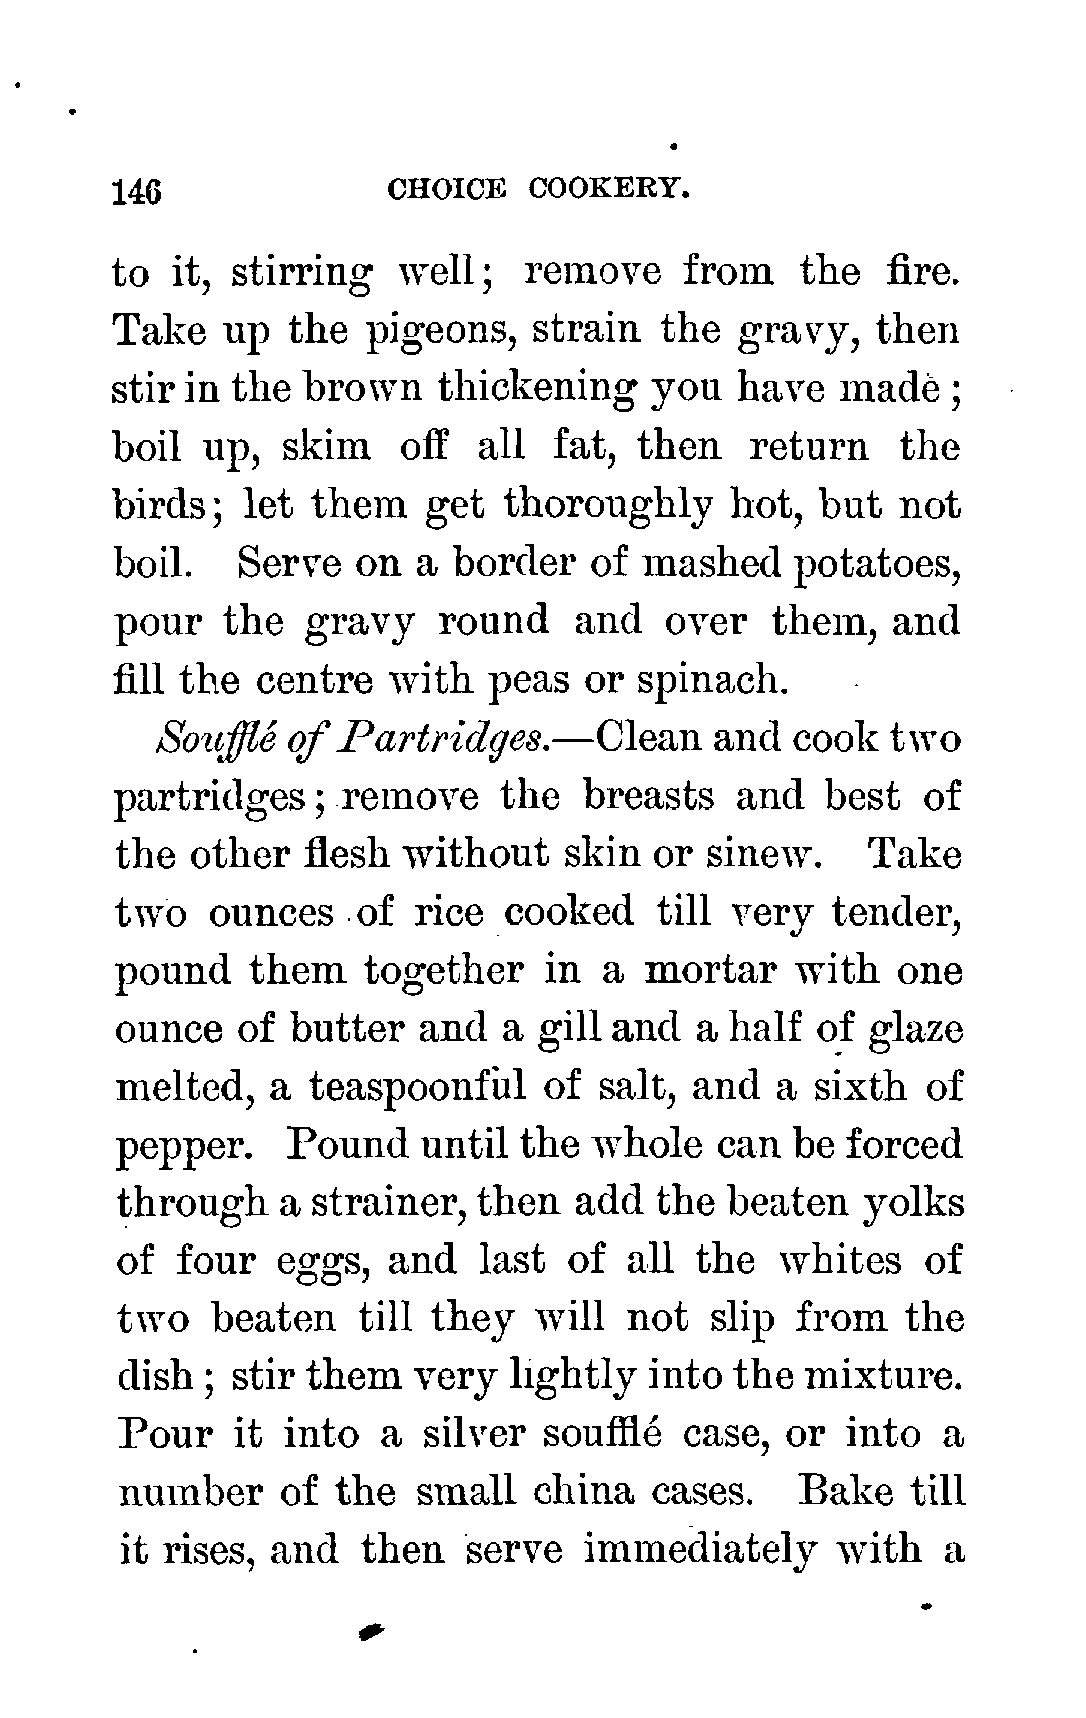 146 CHOICE COOKERY.
to it, stirring well; remove from the fire.
Take up the pigeons, strain the gravy, then
stir in the brown thickening you have made;
boil up, skim off all fat, then return the
birds; let them get thoroughly hot, but not
boil. Serve on a border of mashed potatoes,
pour the gravy round and over them, and
fill the centre with peas or spinach.
Soufflé of Partridges.—Clean and cook two
partridges; remove the breasts and best of
the other flesh without skin or sinew. Take
two ounces of rice cooked till very tender,
pound them together in a mortar with one
ounce of butter and a gill and a half of glaze
melted, a teaspoonful of salt, and a sixth of
pepper. Pound until the whole can be forced
through a strainer, then add the beaten yolks
of four eggs, and last of all the whites of
two beaten till they will not slip from the
dish; stir them very lightly into the mixture.
Pour it into a silver soufflé case, or into a
number of the small china cases. Bake till
it rises, and then serve immediately with a